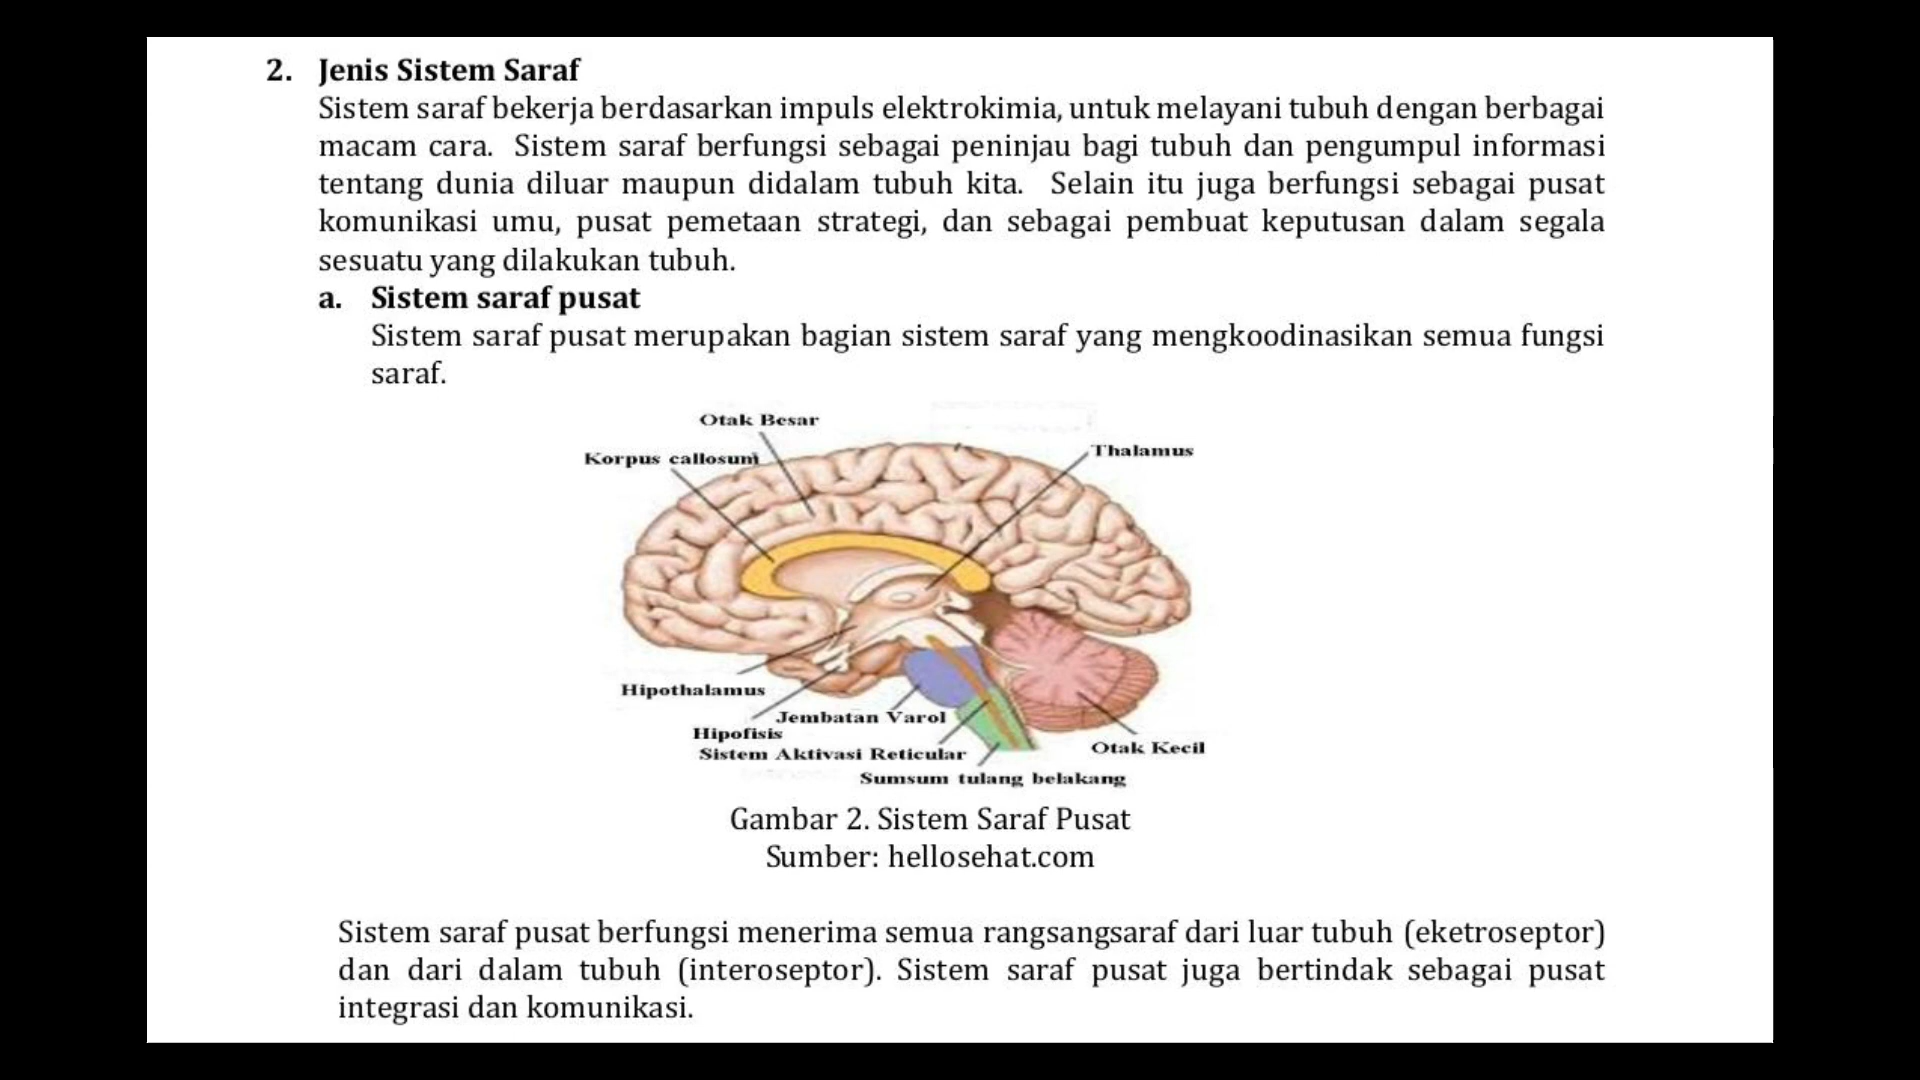 2. Jenis Sistem Saraf
Sistem saraf bekerja berdasarkan impuls elektrokimia, untuk melayani tubuh dengan berbagai
macam cara. Sistem saraf berfungsi sebagai peninjau bagi tubuh dan pengumpul informasi
tentang dunia diluar maupun didalam tubuh kita. Selain itu juga berfungsi sebagai pusat
komunikasi umu, pusat pemetaan strategi, dan sebagai pembuat keputusan dalam segala
sesuatu yang dilakukan tubuh.
a. Sistem saraf pusat
Sistem saraf pusat merupakan bagian sistem saraf yang mengkoodinasikan semua fungsi
saraf.
Otak Besar
Korpus callosum
Thalamus
Hipothalamus
Jembatan Varol
Hipofisis
Sistem Aktivasi Reticular
Otak Kecil
Sumsum tulang belakang
Gambar 2. Sistem Saraf Pusat
Sumber: hellosehat.com
Sistem saraf pusat berfungsi menerima semua rangsangsaraf dari luar tubuh (eketroseptor)
dan dari dalam tubuh (interoseptor). Sistem saraf pusat juga bertindak sebagai pusat
integrasi dan komunikasi.